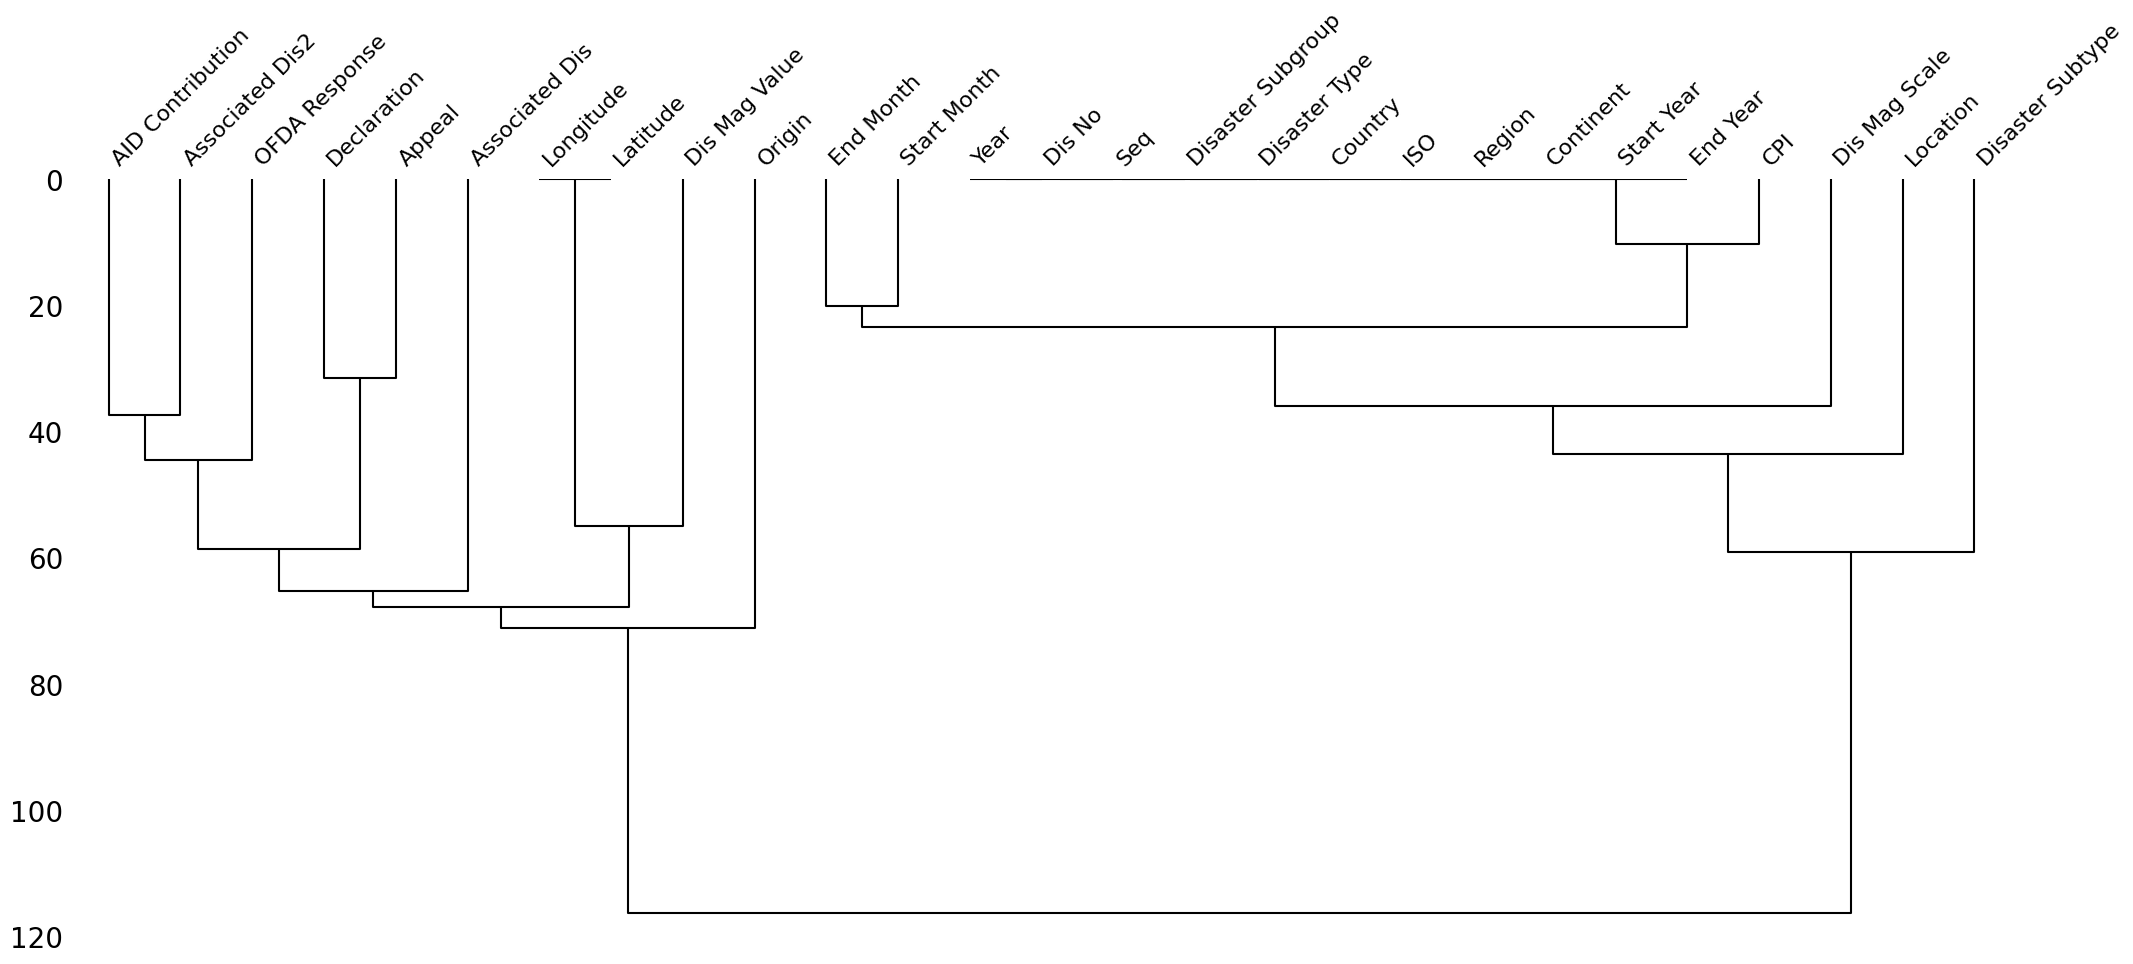 AID Contribution
Associated Dis2
OFDA Response
Declaration
Appeal
Associated Dis
Longitude
Latitude
Dis Mag Value
Origin
End Month
Start Month
Year
Dis No
Seq
Disaster Subgroup
Disaster Type
Country
ISO
Region
Continent
Start Year
End Year
CPI
Dis Mag Scale
Location
Disaster Subtype
0
20
40
60
80
100
120